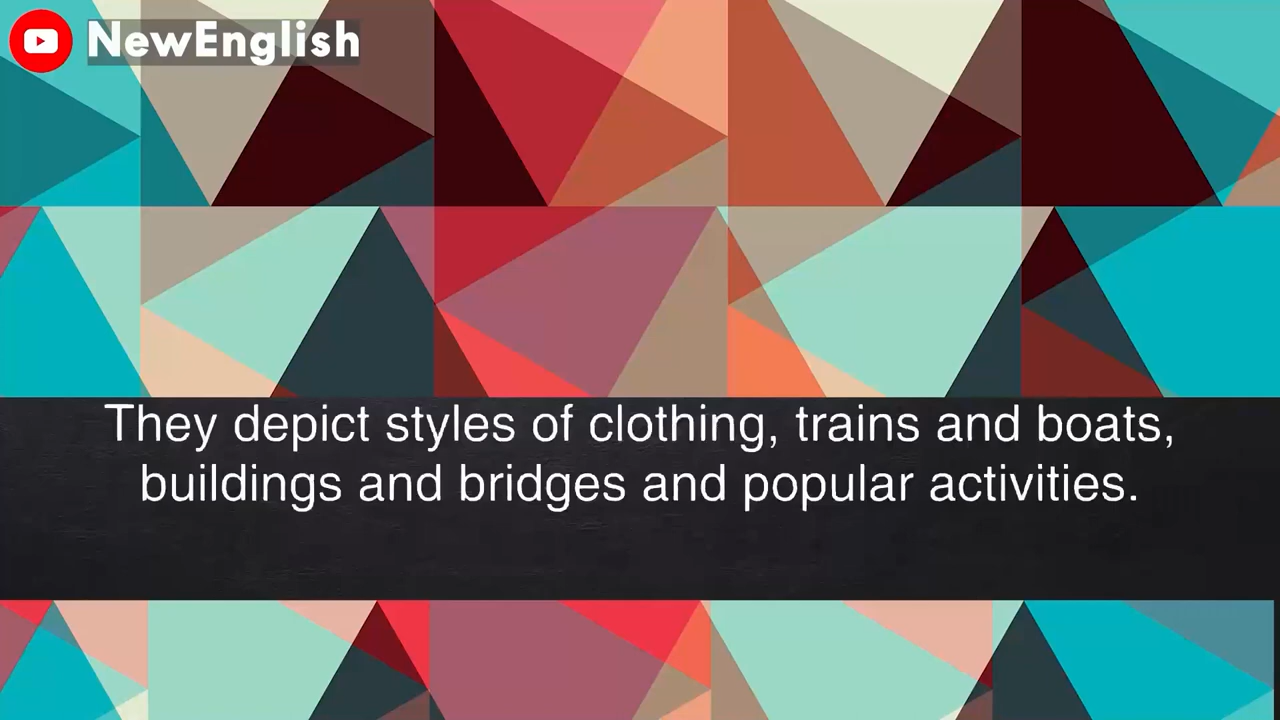 NewEnglish
They depict styles of clothing, trains and boats,
buildings and bridges and popular activities.